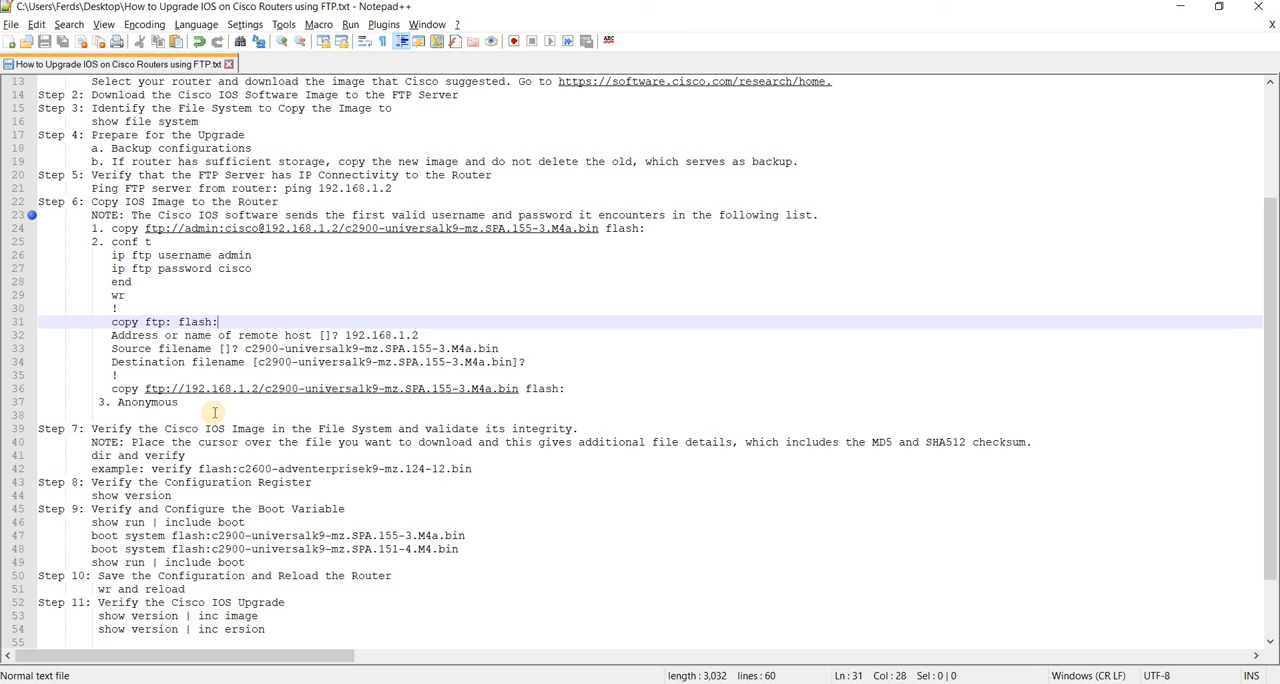 C:\Users\Ferds\Desktop\How to Upgrade IOS on Cisco Routers using FTP.txt - Notepad++
File Edit Search View Encoding Language Settings Tools Macro Run Plugins Window ?
X
How to Upgrade IOS on Cisco Routers using FTP.txt
13 Select your router and download the image that Cisco suggested. Go to https://software.cisco.com/research/home.
14 Step 2: Download the Cisco IOS Software Image to the FTP Server
15 Step 3: Identify the File System to Copy the Image to
16 show file system
17 Step 4: Prepare for the Upgrade
18 a. Backup configurations
19 b. If router has sufficient storage, copy the new image and do not delete the old, which serves as backup.
20 Step 5: Verify that the FTP Server has IP Connectivity to the Router
21 Ping FTP server from router: ping 192.168.1.2
22 Step 6: Copy IOS Image to the Router
23 NOTE: The Cisco IOS software sends the first valid username and password it encounters in the following list.
24 1. copy ftp://admin:cisco@192.168.1.2/c2900-universalk9-mz.SPA.155-3.M4a.bin flash:
25 2. conf t
26 ip ftp username admin
27 ip ftp password cisco
28 end
29 wr
30 !
31 copy ftp: flash:
32 Address or name of remote host []? 192.168.1.2
33 Source filename []? c2900-universalk9-mz.SPA.155-3.M4a.bin
34 Destination filename [c2900-universalk9-mz.SPA.155-3.M4a.bin]?
35 !
36 copy ftp://192.168.1.2/c2900-universalk9-mz.SPA.155-3.M4a.bin flash:
37 3. Anonymous
38
39 Step 7: Verify the Cisco IOS Image in the File System and validate its integrity.
40 NOTE: Place the cursor over the file you want to download and this gives additional file details, which includes the MD5 and SHA512 checksum.
41 dir and verify
42 example: verify flash:c2600-adventerprisek9-mz.124-12.bin
43 Step 8: Verify the Configuration Register
44 show version
45 Step 9: Verify and Configure the Boot Variable
46 show run | include boot
47 boot system flash:c2900-universalk9-mz.SPA.155-3.M4a.bin
48 boot system flash:c2900-universalk9-mz.SPA.151-4.M4.bin
49 show run | include boot
50 Step 10: Save the Configuration and Reload the Router
51 wr and reload
52 Step 11: Verify the Cisco IOS Upgrade
53 show version | inc image
54 show version | inc ersion
55
Normal text file length : 3,032 lines : 60 Ln : 31 Col : 28 Sel : 0 | 0 Windows (CR LF) UTF-8 INS